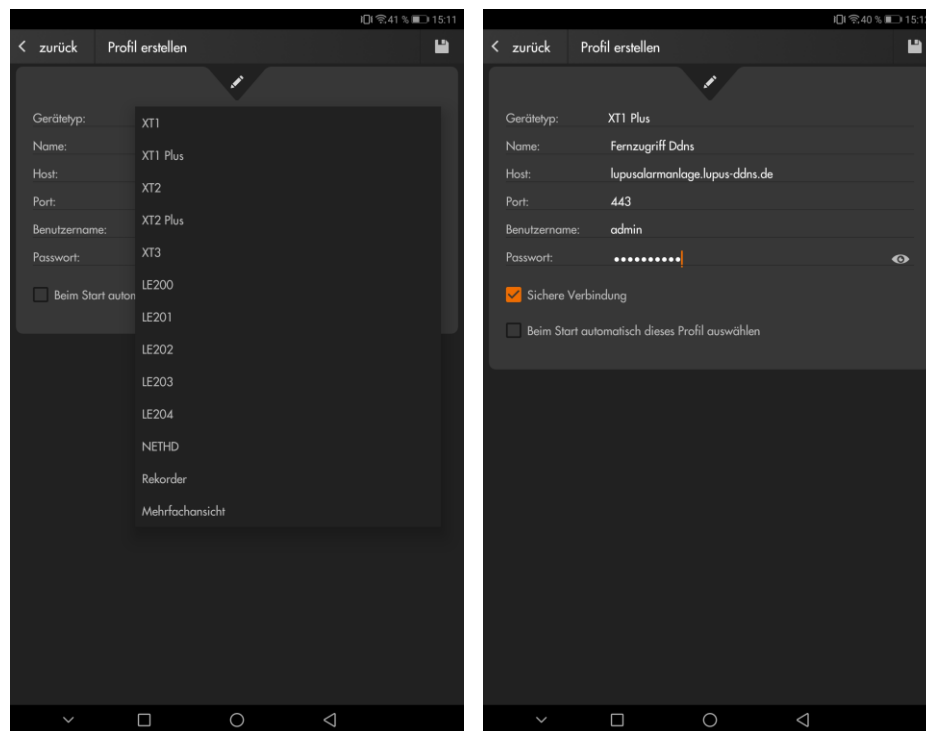 41 % 15:11
zurück Profil erstellen
Gerätetyp:
Name:
Host:
Port:
Benutzername:
Passwort:
Beim Start autom
XT1
XT1 Plus
XT2
XT2 Plus
XT3
LE200
LE201
LE202
LE203
LE204
NETHD
Rekorder
Mehrfachansicht
40 %
zurück Profil erstellen
Gerätetyp: XT1 Plus
Name: Fernzugriff Ddns
Host: lupusalarmanlage.lupus-ddns.de
Port: 443
Benutzername: admin
Passwort: ••••••••••
Sichere Verbindung
Beim Start automatisch dieses Profil auswählen